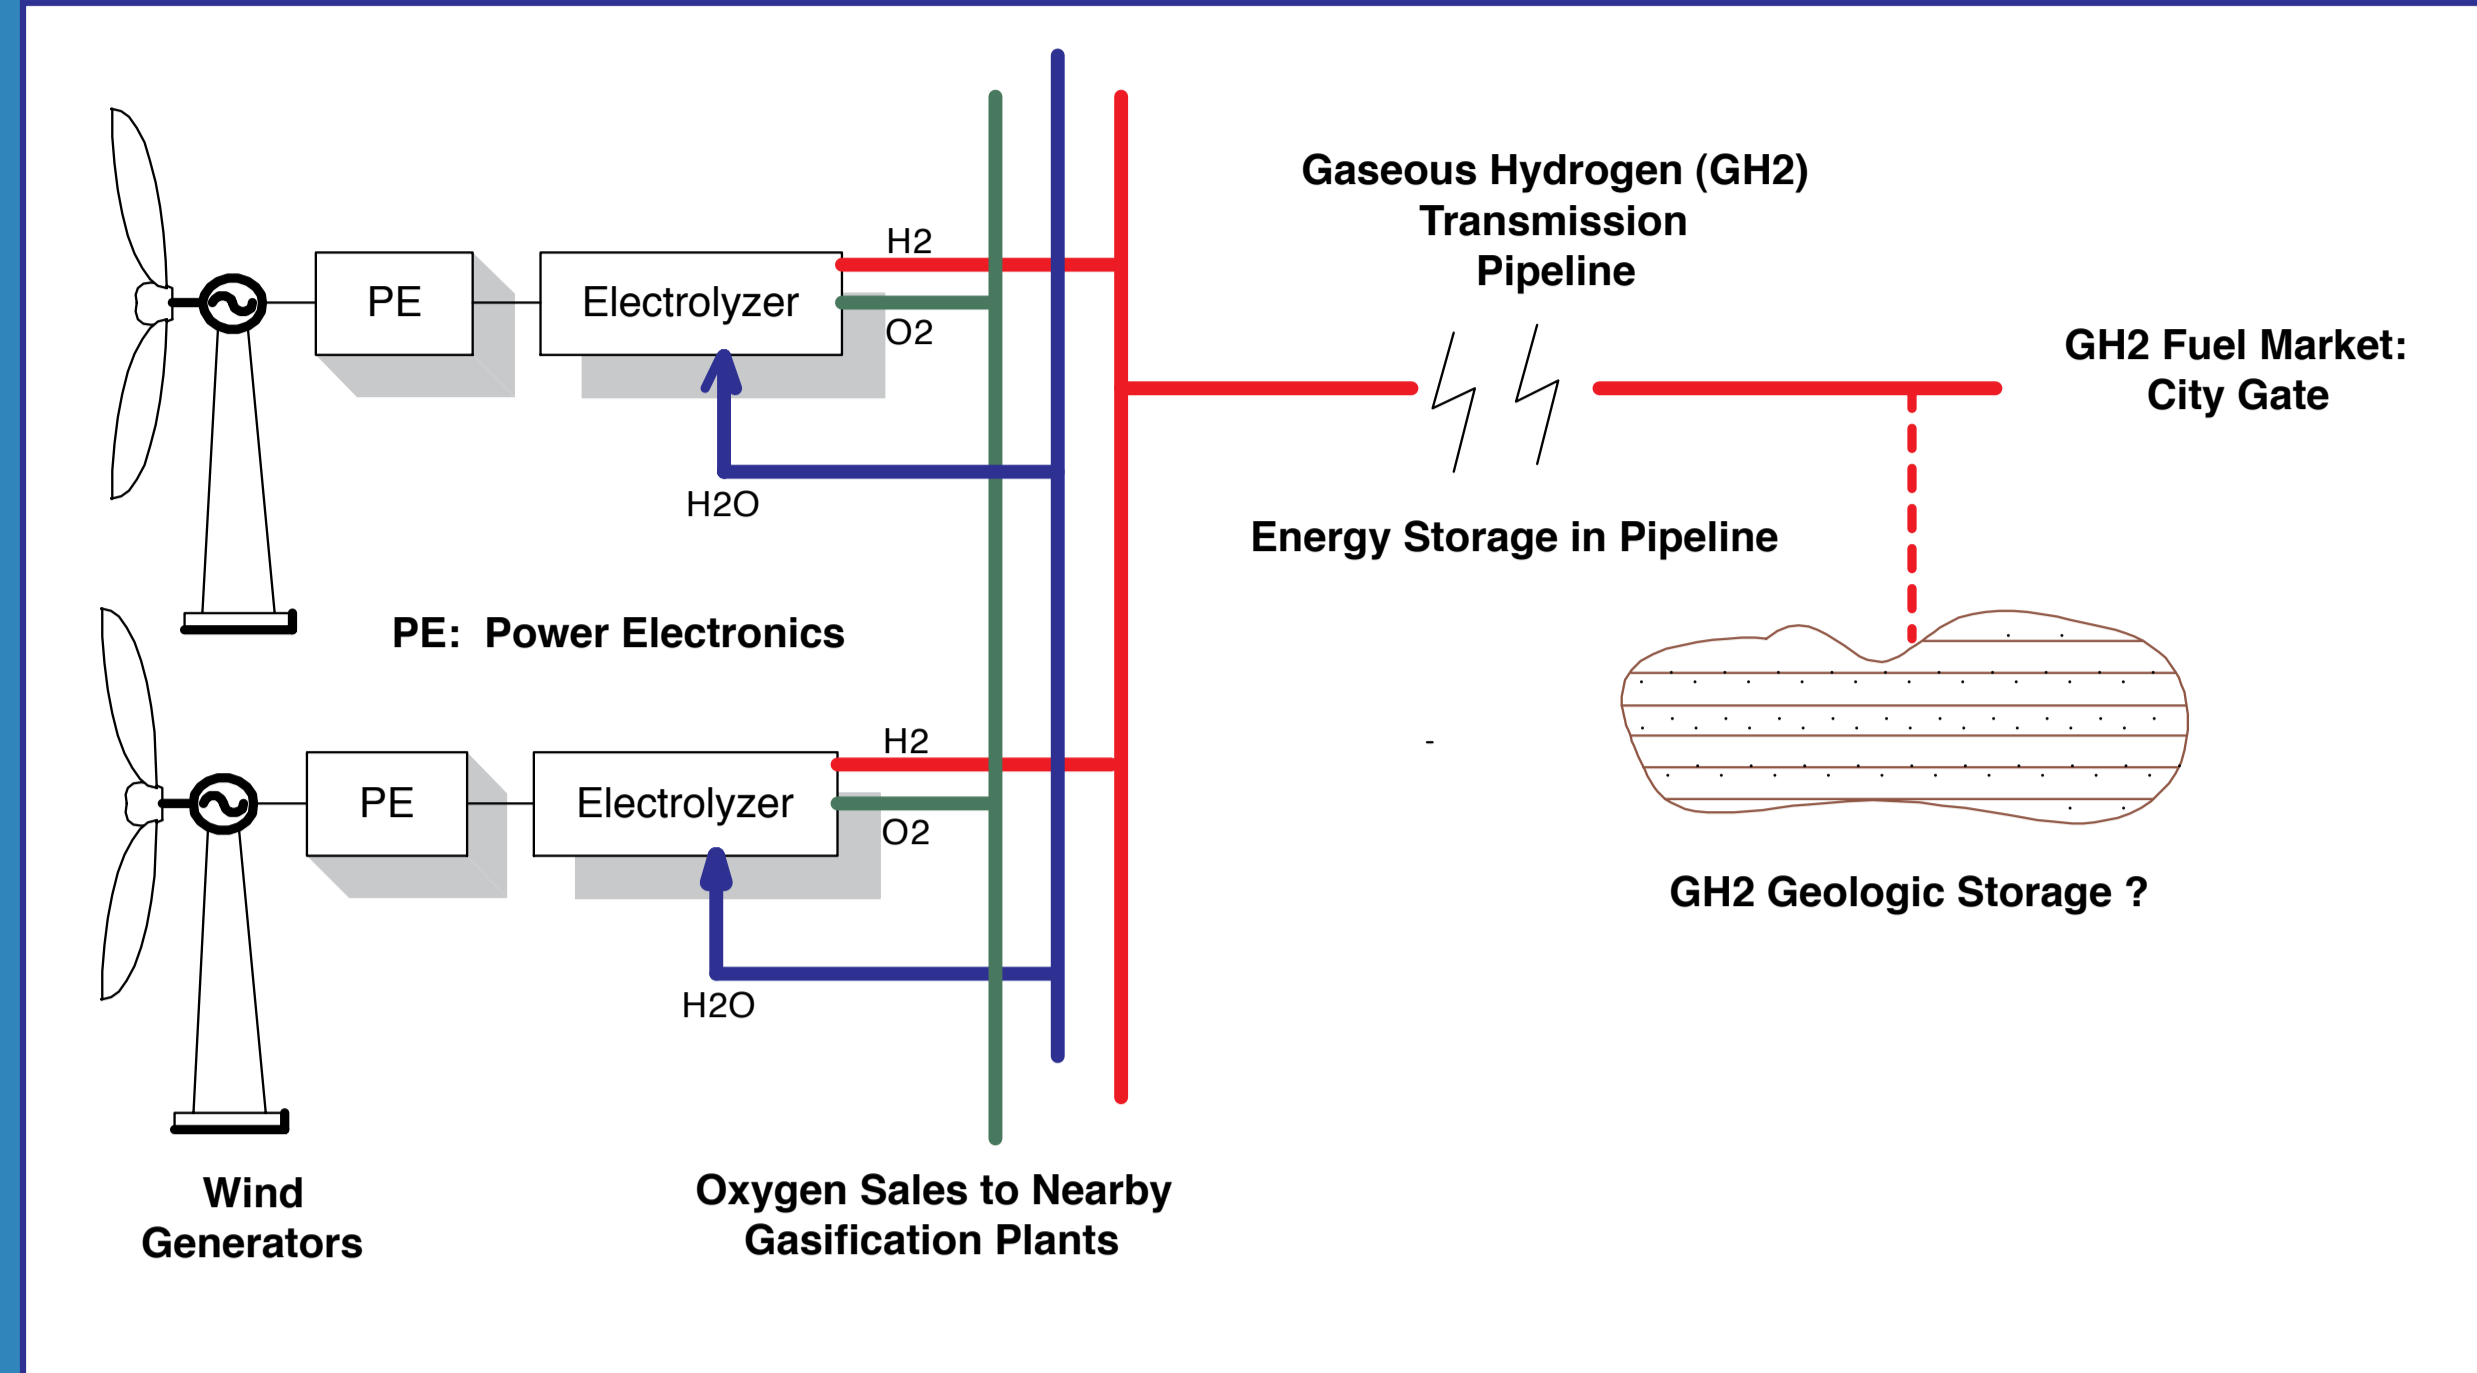 Gaseous Hydrogen (GH2)
Transmission
Pipeline
H2
PE
Electrolyzer
O2
GH2 Fuel Market:
City Gate
H2O
Energy Storage in Pipeline
PE: Power Electronics
H2
-
PE
Electrolyzer
O2
GH2 Geologic Storage ?
H2O
Wind
Generators
Oxygen Sales to Nearby
Gasification Plants